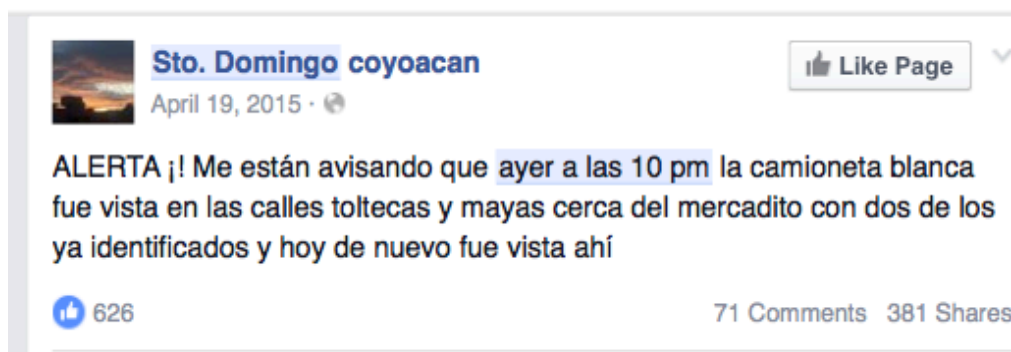 Sto. Domingo coyoacan
Like Page
April 19, 2015 ·
ALERTA ¡! Me están avisando que ayer a las 10 pm la camioneta blanca
fue vista en las calles toltecas y mayas cerca del mercadito con dos de los
ya identificados y hoy de nuevo fue vista ahí
626
71 Comments 381 Shares